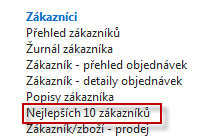 Zákazníci
Přehled zákazníků
Žurnál zákazníka
Zákazník - přehled objednávek
Zákazník - detaily objednávek
Popisy zákazníka
Nejlepších 10 zákazníků
Zákazník/zboží - prodej